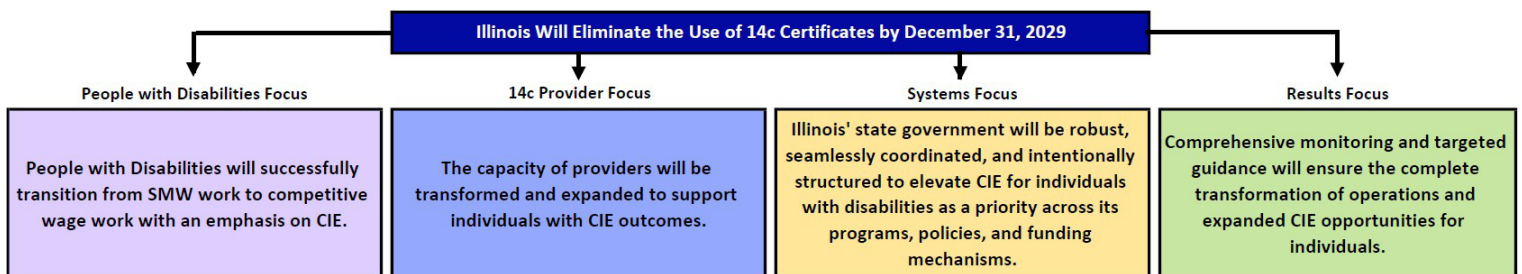 Illinois Will Eliminate the Use of 14c Certificates by December 31, 2029
People with Disabilities Focus
People with Disabilities will successfully
transition from SMW work to competitive
wage work with an emphasis on CIE.
14c Provider Focus
The capacity of providers will be
transformed and expanded to support
individuals with CIE outcomes.
Systems Focus
Illinois' state government will be robust,
seamlessly coordinated, and intentionally
structured to elevate CIE for individuals
with disabilities as a priority across its
programs, policies, and funding
mechanisms.
Results Focus
Comprehensive monitoring and targeted
guidance will ensure the complete
transformation of operations and
expanded CIE opportunities for
individuals.